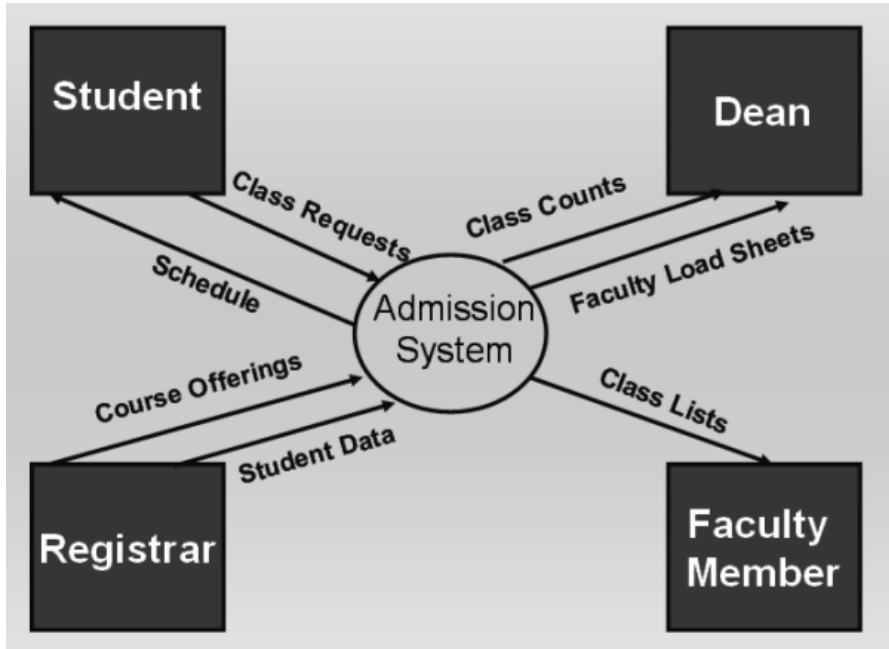 Student
Dean
Class Requests
Class Counts
Schedule
Faculty Load Sheets
Admission
System
Course Offerings
Class Lists
Student Data
Registrar
Faculty
Member